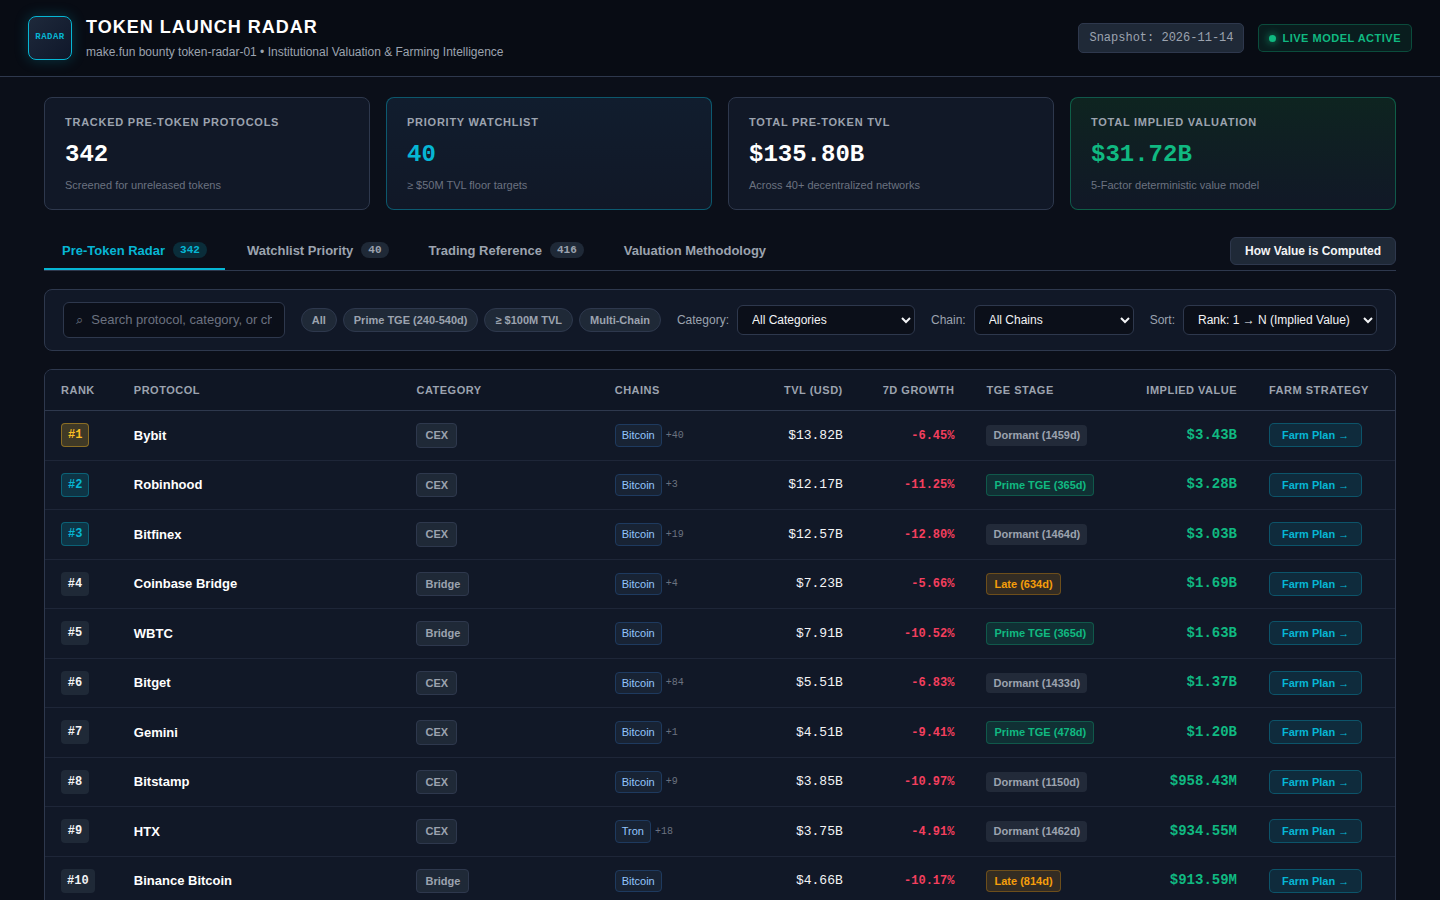 RADAR
TOKEN LAUNCH RADAR
make.fun bounty token-radar-01 • Institutional Valuation & Farming Intelligence
Snapshot: 2026-11-14
LIVE MODEL ACTIVE
TRACKED PRE-TOKEN PROTOCOLS
342
Screened for unreleased tokens
PRIORITY WATCHLIST
40
≥ $50M TVL floor targets
TOTAL PRE-TOKEN TVL
$135.80B
Across 40+ decentralized networks
TOTAL IMPLIED VALUATION
$31.72B
5-Factor deterministic value model
Pre-Token Radar 342 Watchlist Priority 40 Trading Reference 416 Valuation Methodology How Value is Computed
Search protocol, category, or ch All Prime TGE (240-540d) ≥ $100M TVL Multi-Chain Category: All Categories Chain: All Chains Sort: Rank: 1 → N (Implied Value)
RANK PROTOCOL CATEGORY CHAINS TVL (USD) 7D GROWTH TGE STAGE IMPLIED VALUE FARM STRATEGY
#1 Bybit CEX Bitcoin +40 $13.82B -6.45% Dormant (1459d) $3.43B Farm Plan →
#2 Robinhood CEX Bitcoin +3 $12.17B -11.25% Prime TGE (365d) $3.28B Farm Plan →
#3 Bitfinex CEX Bitcoin +19 $12.57B -12.80% Dormant (1464d) $3.03B Farm Plan →
#4 Coinbase Bridge Bridge Bitcoin +4 $7.23B -5.66% Late (634d) $1.69B Farm Plan →
#5 WBTC Bridge Bitcoin $7.91B -10.52% Prime TGE (365d) $1.63B Farm Plan →
#6 Bitget CEX Bitcoin +84 $5.51B -6.83% Dormant (1433d) $1.37B Farm Plan →
#7 Gemini CEX Bitcoin +1 $4.51B -9.41% Prime TGE (478d) $1.20B Farm Plan →
#8 Bitstamp CEX Bitcoin +9 $3.85B -10.97% Dormant (1150d) $958.43M Farm Plan →
#9 HTX CEX Tron +18 $3.75B -4.91% Dormant (1462d) $934.55M Farm Plan →
#10 Binance Bitcoin Bridge Bitcoin $4.66B -10.17% Late (814d) $913.59M Farm Plan →